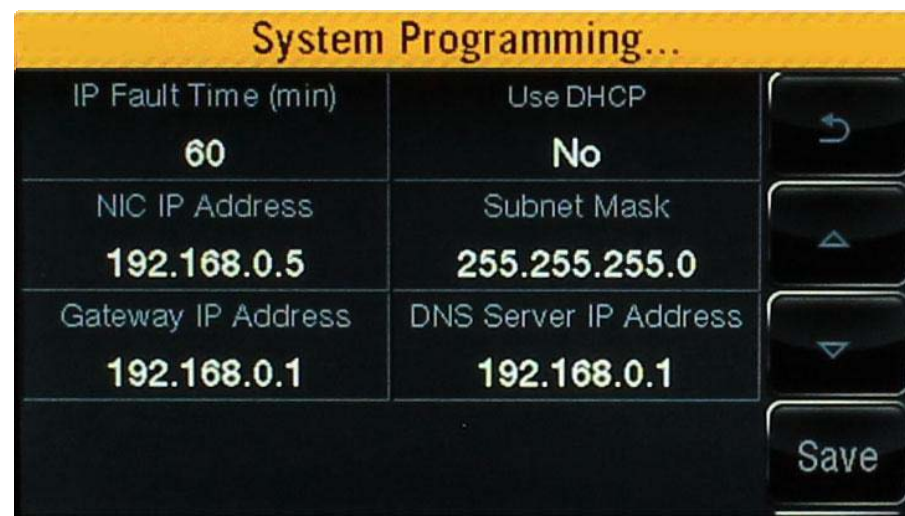 System Programming...
IP Fault Time (min)
Use DHCP
60
No
NIC IP Address
Subnet Mask
192.168.0.5
255.255.255.0
Gateway IP Address
DNS Server IP Address
192.168.0.1
192.168.0.1
Save